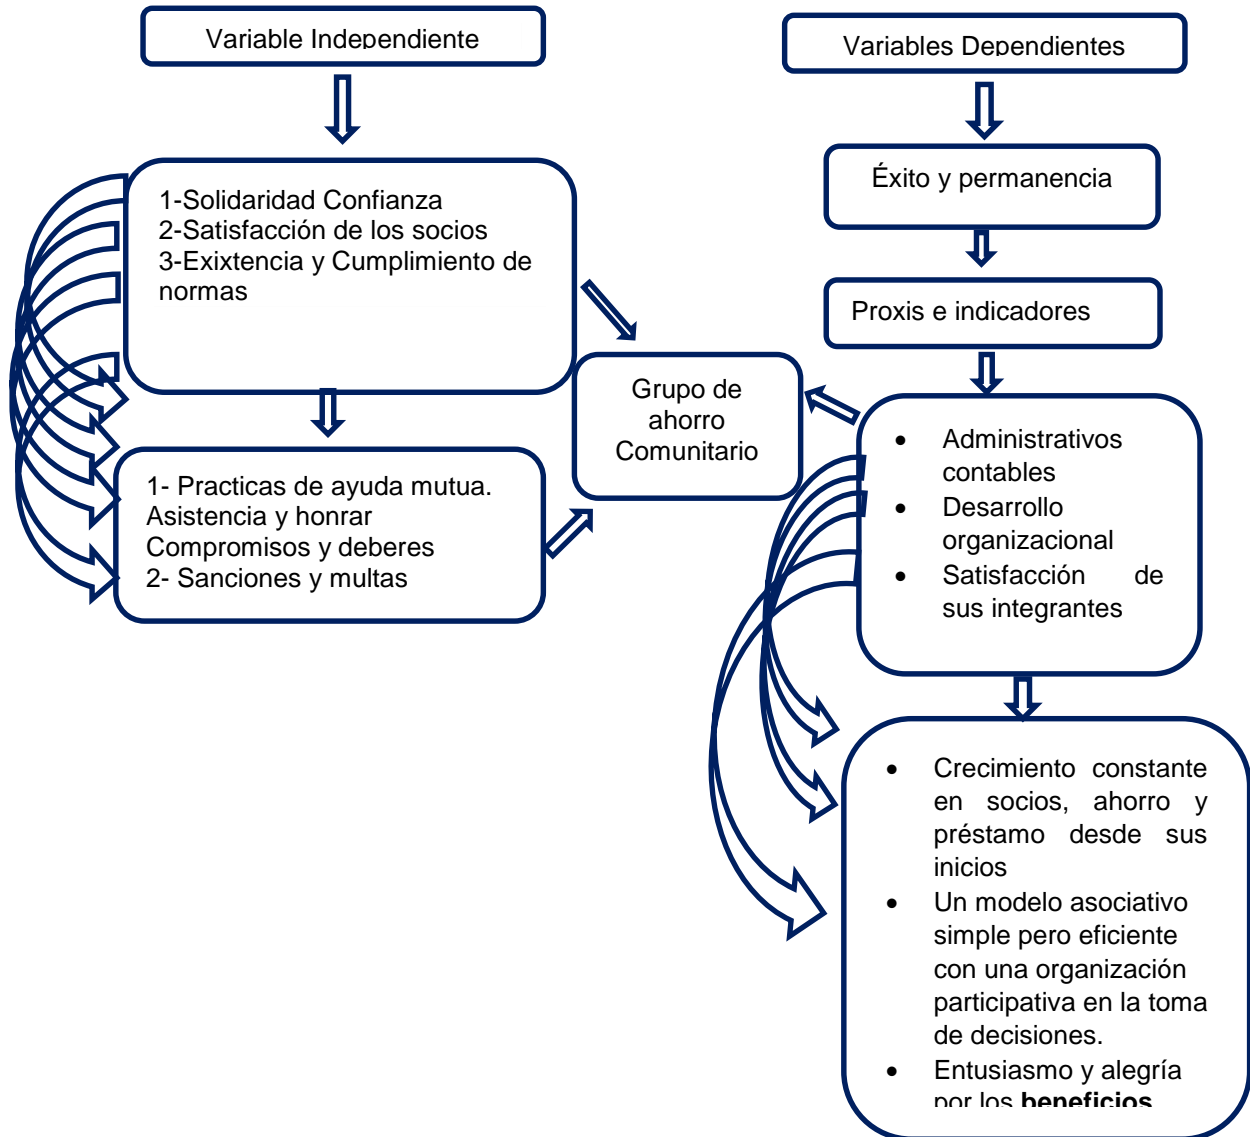 Variable Independiente
1-Solidaridad Confianza
2-Satisfacción de los socios
3-Exixtencia y Cumplimiento de
normas
1- Practicas de ayuda mutua.
Asistencia y honrar
Compromisos y deberes
2- Sanciones y multas
Grupo de
ahorro
Comunitario
Variables Dependientes
Éxito y permanencia
Proxis e indicadores
• Administrativos
contables
• Desarrollo
organizacional
• Satisfacción de
sus integrantes
• Crecimiento constante
en socios, ahorro y
préstamo desde sus
inicios
• Un modelo asociativo
simple pero eficiente
con una organización
participativa en la toma
de decisiones.
• Entusiasmo y alegría
por los beneficios